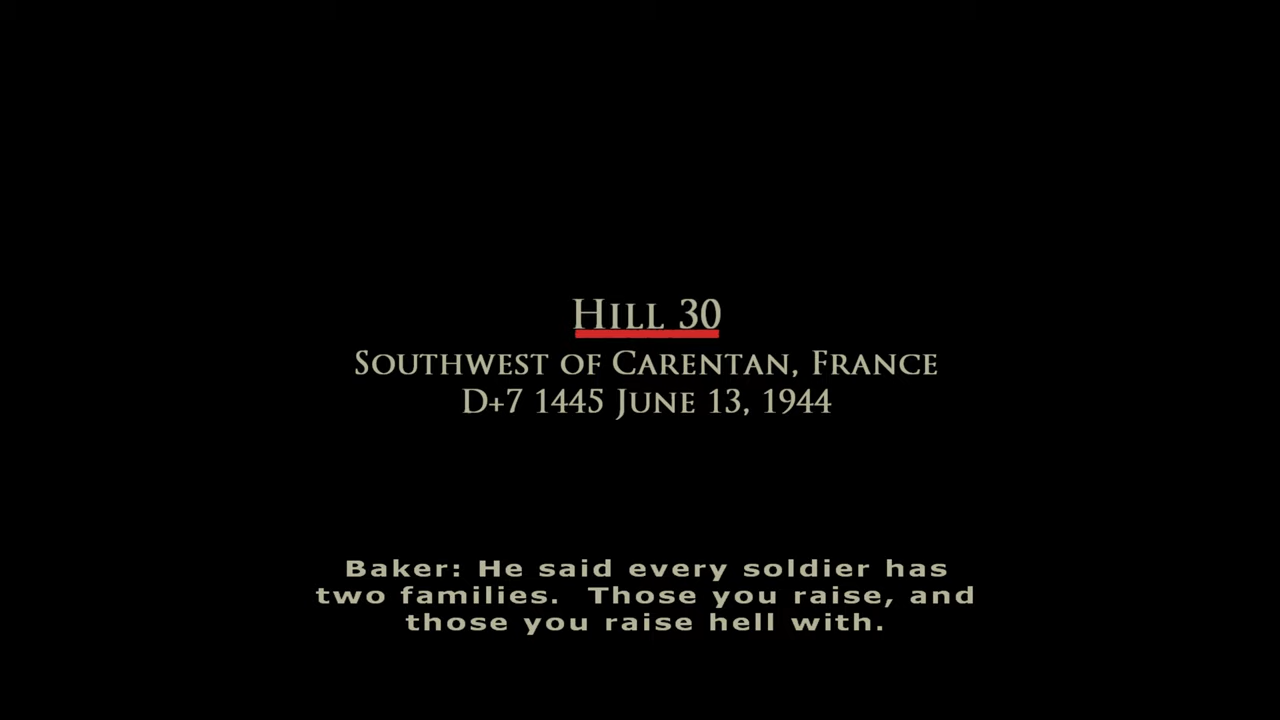 Hill 30
Southwest of Carentan, France
D+7 1445 June 13, 1944
Baker: He said every soldier has
two families.  Those you raise, and
those you raise hell with.